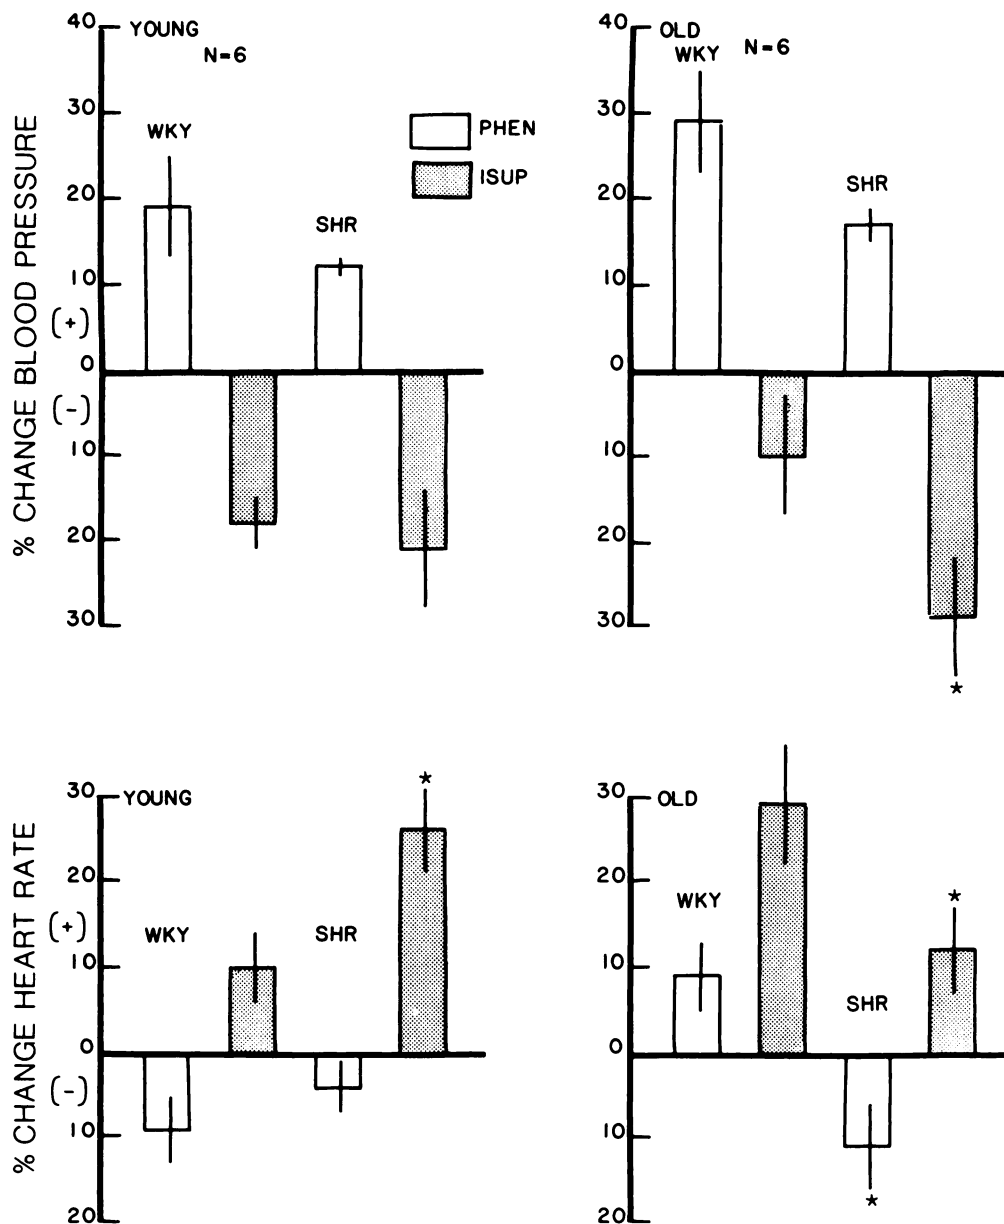 % CHANGE BLOOD PRESSURE
(+)
(-)
40
30
20
10
0
10
20
30
YOUNG
N=6
WKY
SHR
PHEN
ISUP
40
30
20
10
0
10
20
30
OLD
WKY
N=6
SHR
*
% CHANGE HEART RATE
(+)
(-)
30
20
10
0
10
20
YOUNG
WKY
SHR
*
30
20
10
0
10
20
OLD
WKY
SHR
*
*